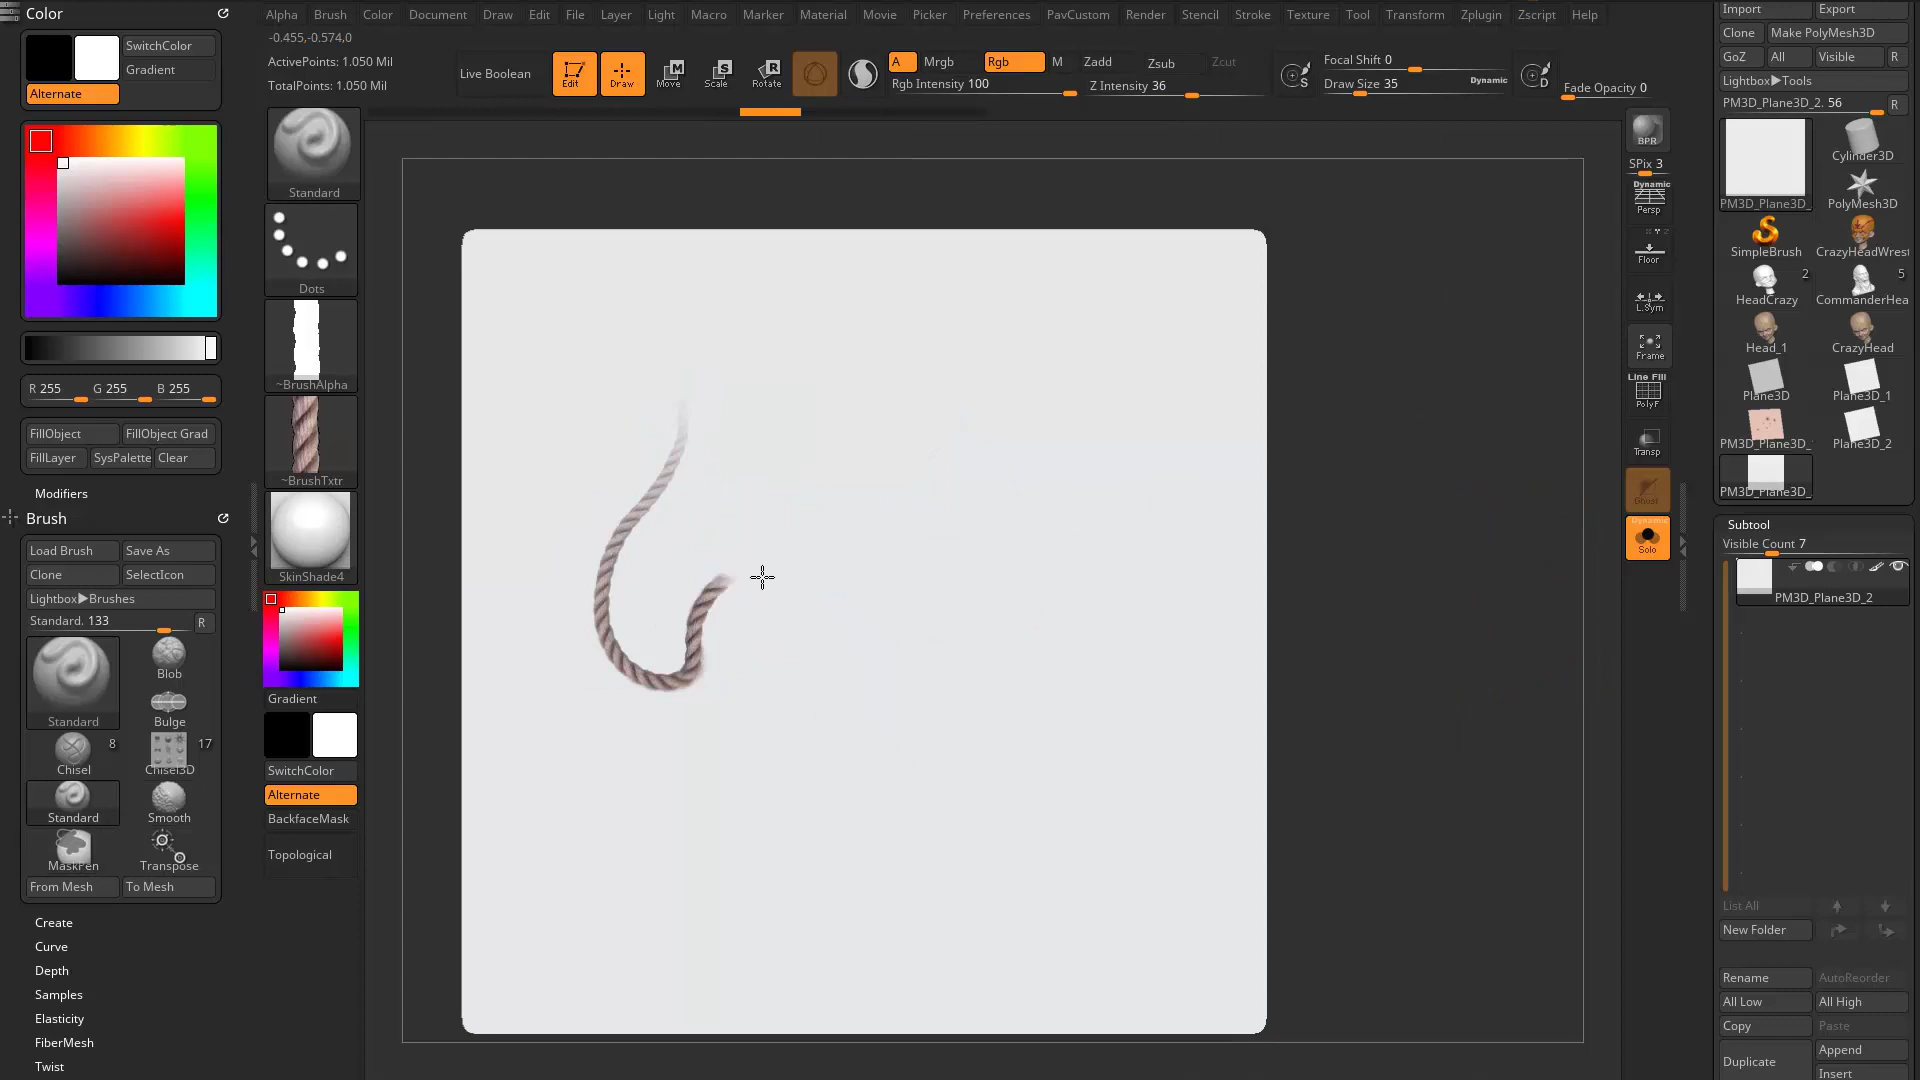 Color
SwitchColor
Gradient
Alternate
R 255 G 255 B 255
FillObject FillObject Grad
FillLayer SysPalette Clear
Modifiers
Brush
Load Brush Save As
Clone SelectIcon
Lightbox▶Brushes
Standard. 133 R
Standard
Blob
Bulge
Chisel 8
Chisel3D 17
Standard Smooth
MaskPen Transpose
From Mesh To Mesh
Create
Curve
Depth
Samples
Elasticity
FiberMesh
Twist
Alpha Brush Color Document Draw Edit File Layer Light Macro Marker Material Movie Picker Preferences PavCustom Render Stencil Stroke Texture Tool Transform Zplugin Zscript Help
-0.455,-0.574,0
ActivePoints: 1.050 Mil
TotalPoints: 1.050 Mil
Live Boolean
Edit
Draw
Move
Scale
Rotate
A Mrgb Rgb M Zadd Zsub Zcut
Rgb Intensity 100
Z Intensity 36
Focal Shift 0
Draw Size 35
Dynamic
Fade Opacity 0
Standard
Dots
~BrushAlpha
~BrushTxtr
SkinShade4
Gradient
SwitchColor
Alternate
BackfaceMask
Topological
BPR
SPix 3
Dynamic
Persp
Floor
L.Sym
Frame
Line Fill
PolyF
Transp
Ghost
Dynamic
Solo
Import Export
Clone Make PolyMesh3D
GoZ All Visible R
Lightbox▶Tools
PM3D_Plane3D_2. 56 R
PM3D_Plane3D_
Cylinder3D
PolyMesh3D
SimpleBrush CrazyHeadWrest
HeadCrazy 2
CommanderHea 5
Head_1 CrazyHead
Plane3D Plane3D_1
PM3D_Plane3D_ Plane3D_2
PM3D_Plane3D_
Subtool
Visible Count 7
PM3D_Plane3D_2
List All
New Folder
Rename AutoReorder
All Low All High
Copy Paste
Duplicate Append
Insert